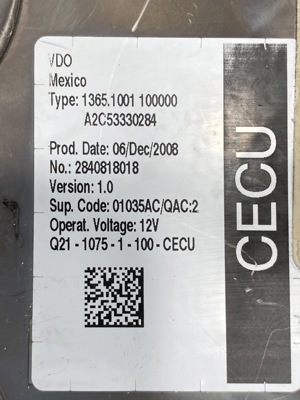 VDO
Mexico
Type: 1365.1001 100000
A2C53330284
Prod. Date: 06/Dec/2008
No.: 2840818018
Version: 1.0
Sup. Code: 01035AC/QAC:2
Operat. Voltage: 12V
Q21 - 1075 - 1 - 100 - CECU
CECU